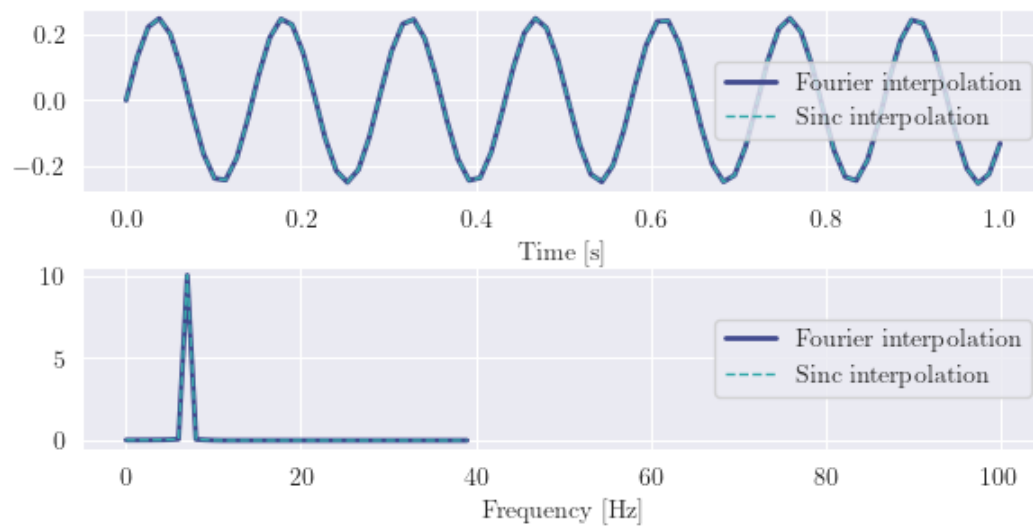 0.2
0.0
−0.2
Fourier interpolation
Sinc interpolation
0.0 0.2 0.4 0.6 0.8 1.0
Time [s]
10
5
0
Fourier interpolation
Sinc interpolation
0 20 40 60 80 100
Frequency [Hz]